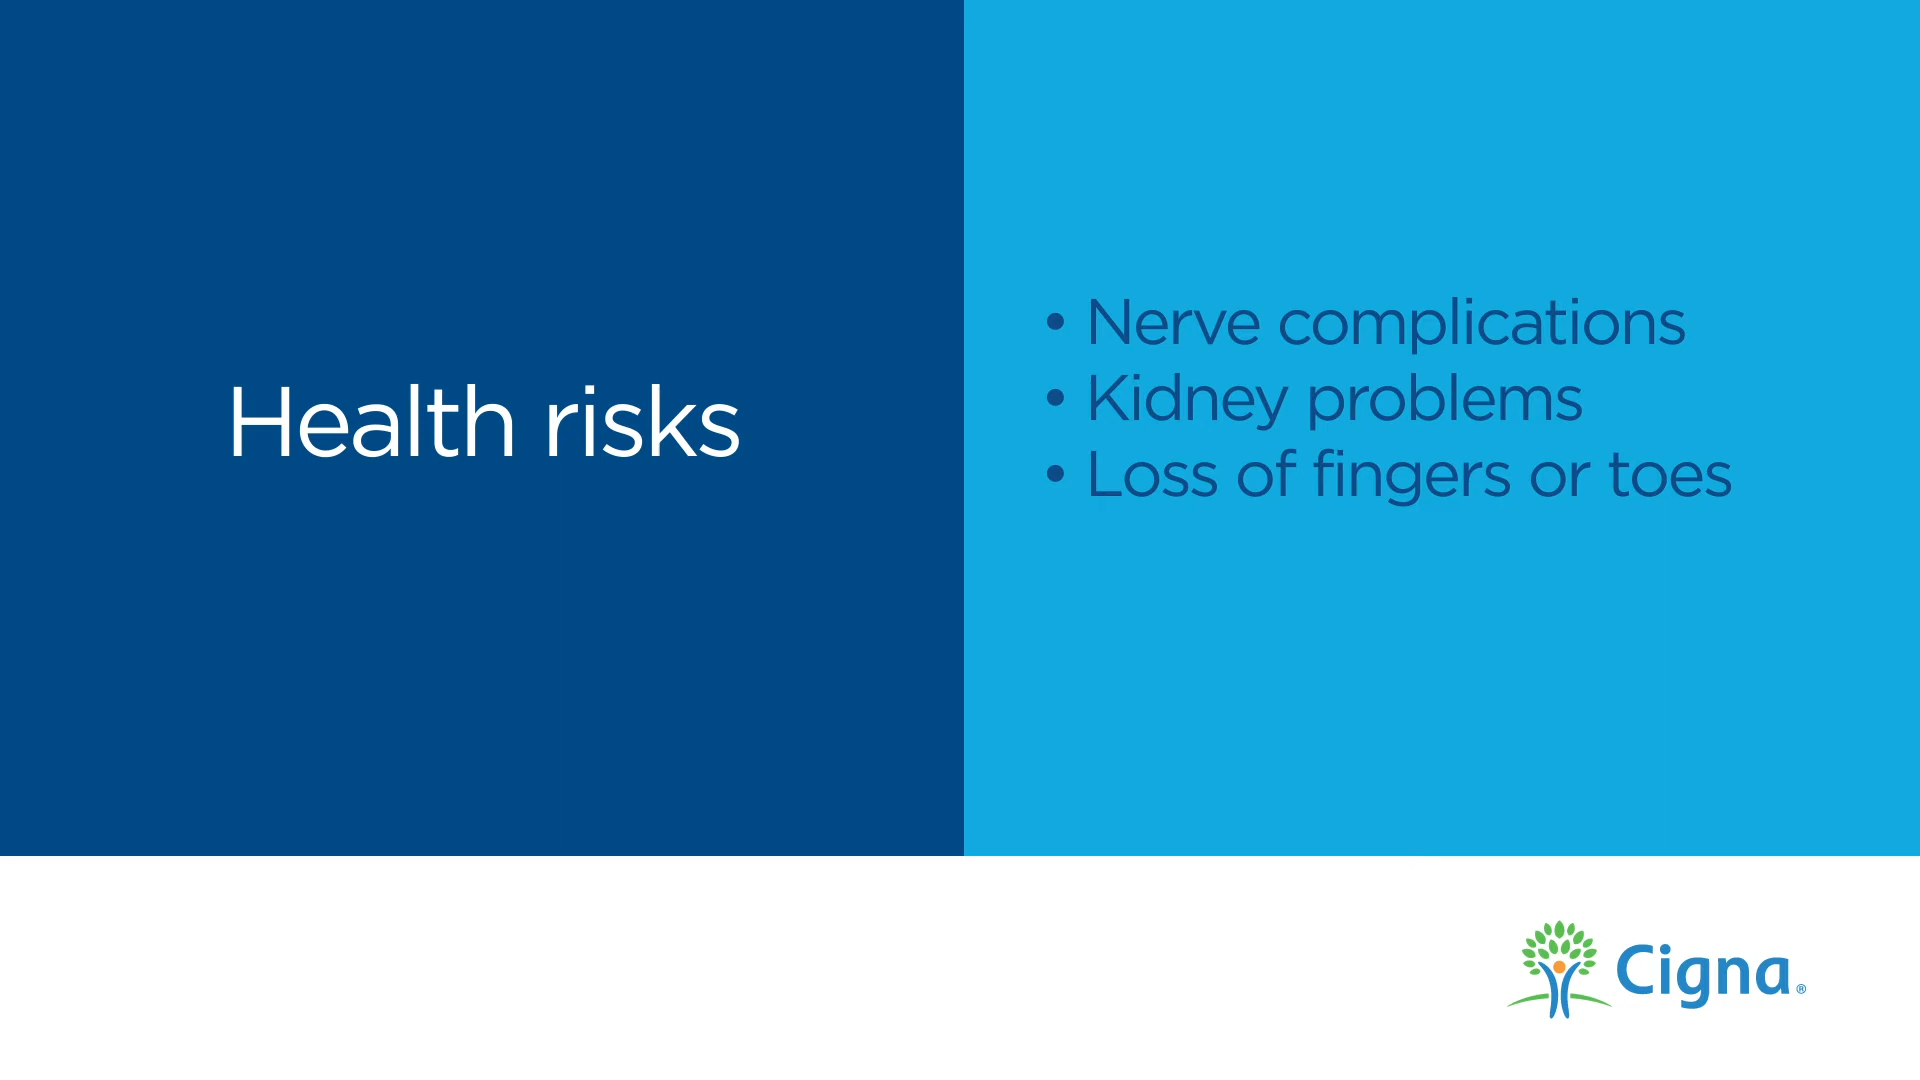 Health risks
• Nerve complications
• Kidney problems
• Loss of fingers or toes
Cigna®